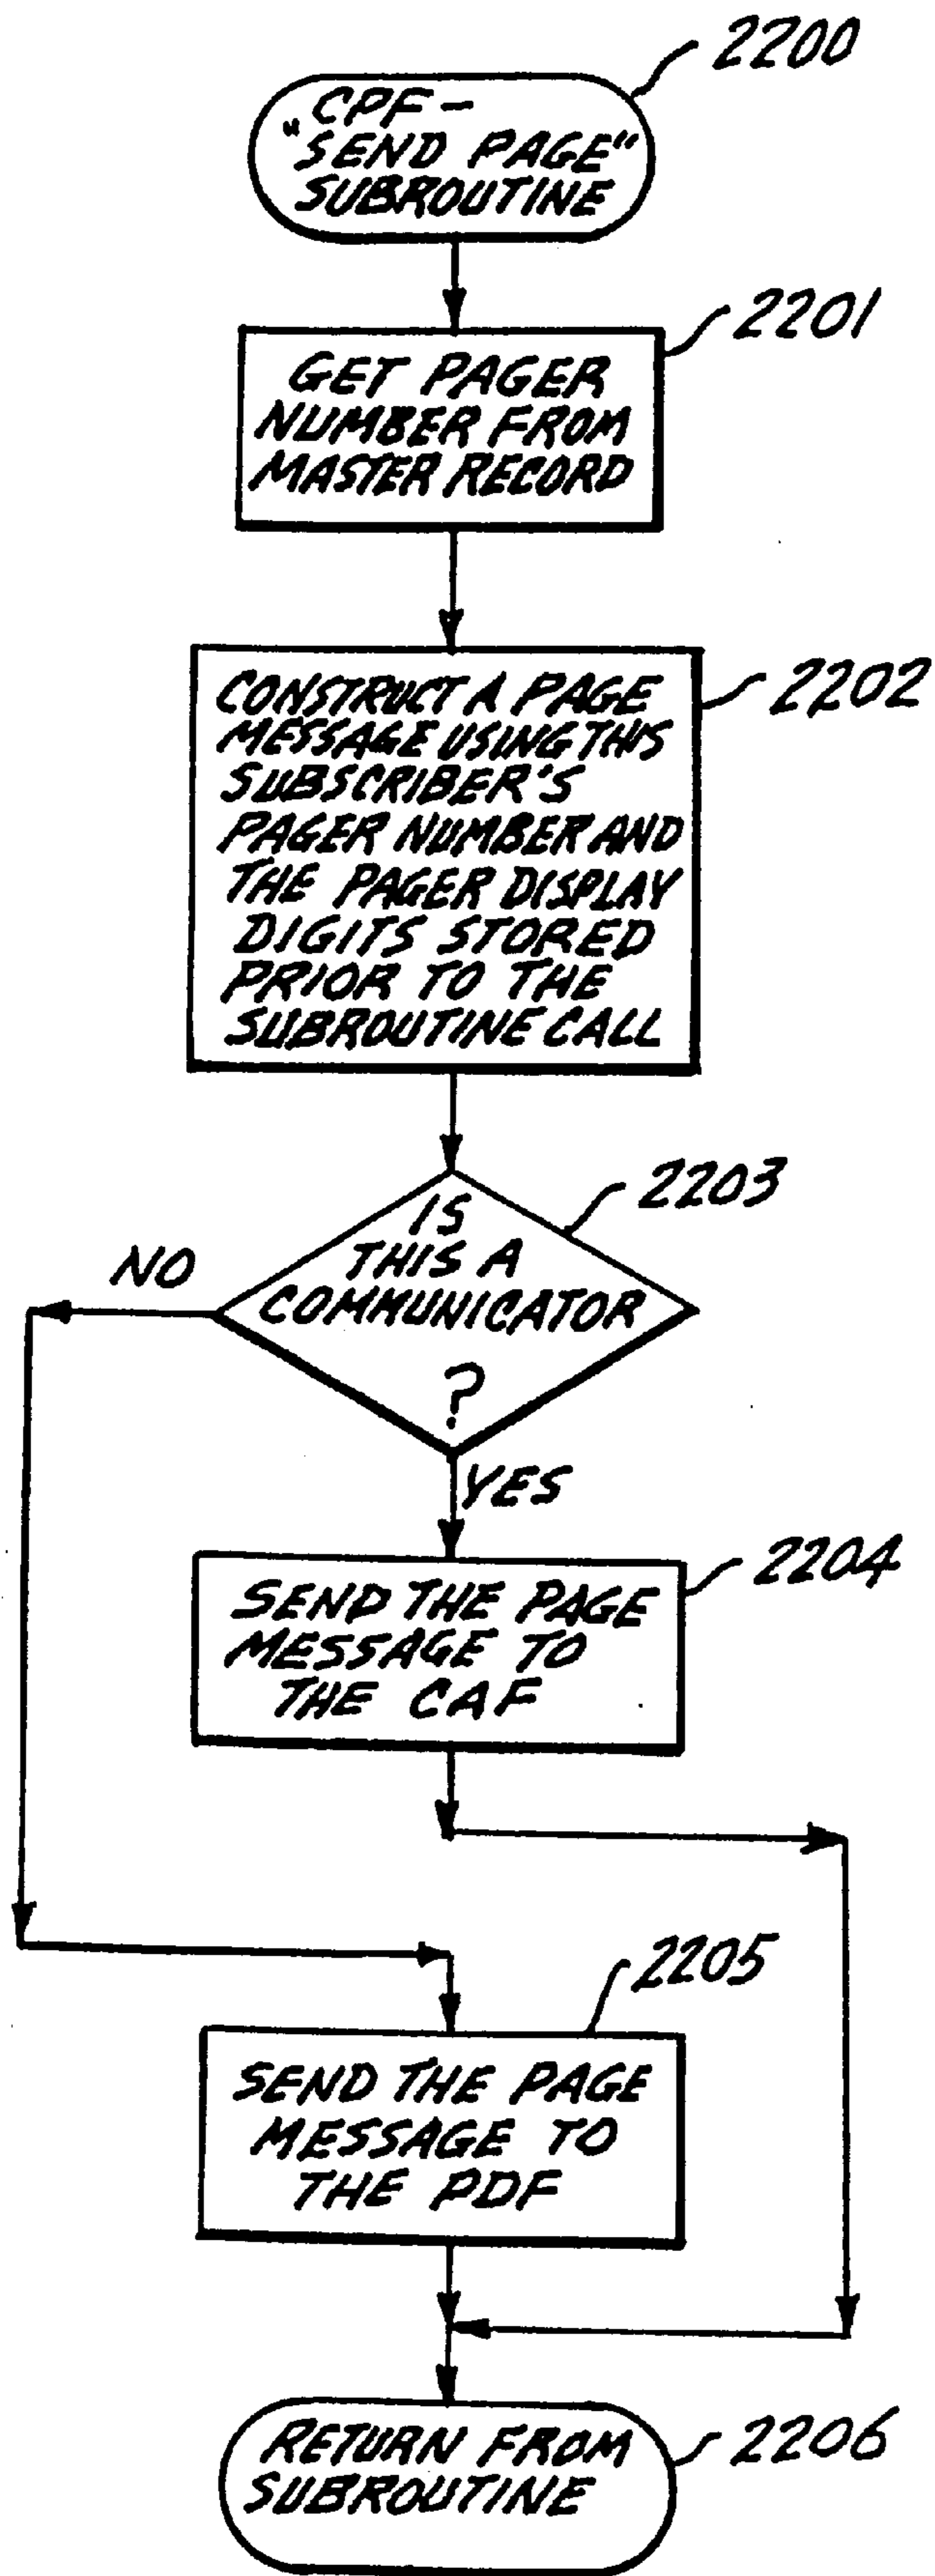 2200
CPF-
"SEND PAGE"
SUBROUTINE
2201
GET PAGER
NUMBER FROM
MASTER RECORD
2202
CONSTRUCT A PAGE
MESSAGE USING THIS
SUBSCRIBER'S
PAGER NUMBER AND
THE PAGER DISPLAY
DIGITS STORED
PRIOR TO THE
SUBROUTINE CALL
2203
IS
THIS A
COMMUNICATOR
?
NO
YES
2204
SEND THE PAGE
MESSAGE TO
THE CAF
2205
SEND THE PAGE
MESSAGE TO
THE PDF
2206
RETURN FROM
SUBROUTINE